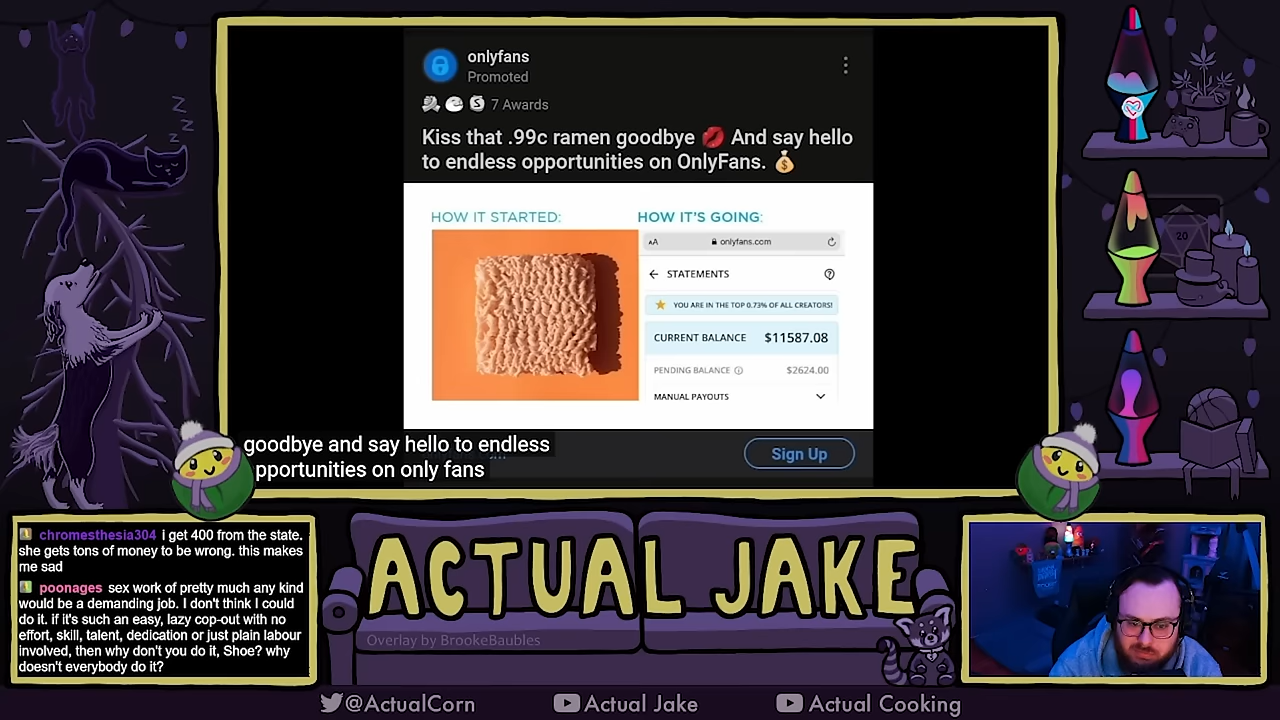 onlyfans
Promoted
7 Awards
Kiss that .99c ramen goodbye 💋 And say hello
to endless opportunities on OnlyFans. 💰
HOW IT STARTED:
HOW IT'S GOING:
AA
onlyfans.com
STATEMENTS
YOU ARE IN THE TOP 0.73% OF ALL CREATORS!
CURRENT BALANCE $11587.08
PENDING BALANCE $2624.00
MANUAL PAYOUTS
Sign Up
goodbye and say hello to endless
pportunities on only fans
chromesthesia304 i get 400 from the state.
she gets tons of money to be wrong. this makes
me sad
poonages sex work of pretty much any kind
would be a demanding job. I don't think I could
do it. if it's such an easy, lazy cop-out with no
effort, skill, talent, dedication or just plain labour
involved, then why don't you do it, Shoe? why
doesn't everybody do it?
ACTUAL JAKE
Overlay by BrookeBaubles
@ActualCorn
Actual Jake
Actual Cooking
20